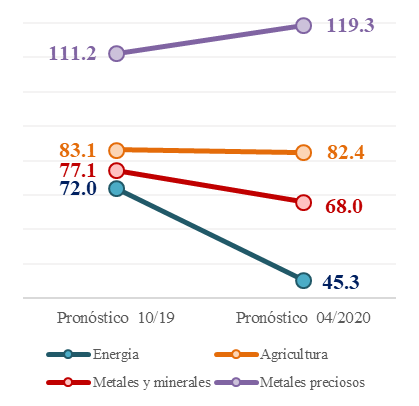 119.3
111.2
83.1
82.4
77.1
72.0
68.0
45.3
Pronóstico 10/19 Pronóstico 04/2020
Energia Agricultura
Metales y minerales Metales preciosos